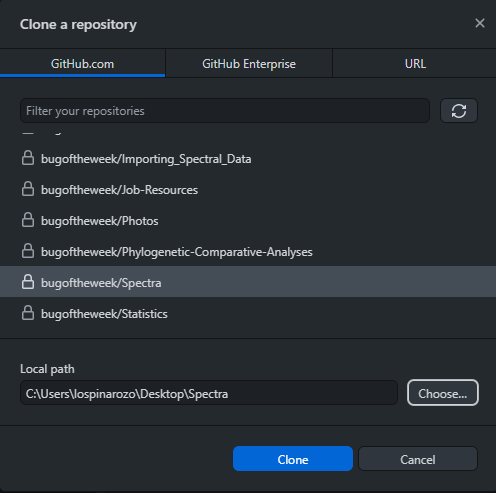 Clone a repository
GitHub.com
GitHub Enterprise
URL
Filter your repositories
bugoftheweek/Importing_Spectral_Data
bugoftheweek/Job-Resources
bugoftheweek/Photos
bugoftheweek/Phylogenetic-Comparative-Analyses
bugoftheweek/Spectra
bugoftheweek/Statistics
Local path
C:\Users\lospinarozo\Desktop\Spectra
Choose...
Clone
Cancel